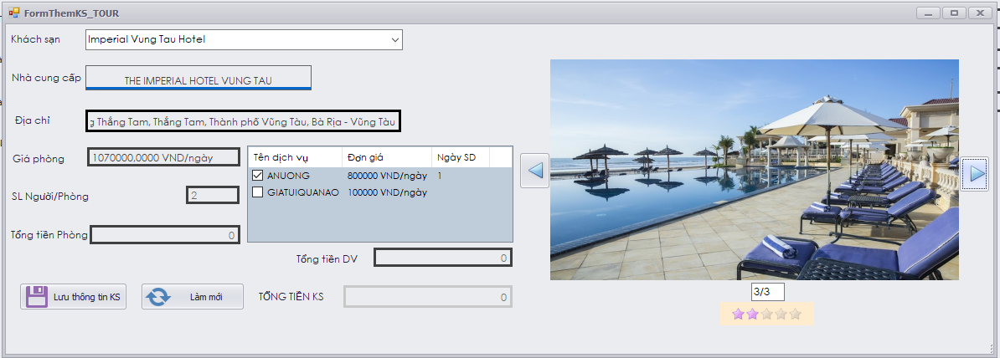 FormThemKS_TOUR
Khách sạn
Imperial Vung Tau Hotel
Nhà cung cấp
THE IMPERIAL HOTEL VUNG TAU
Địa chỉ
g Thắng Tam, Thắng Tam, Thành phố Vũng Tàu, Bà Rịa - Vũng Tàu
Giá phòng
1070000,0000 VND/ngày
SL Người/Phòng
2
Tổng tiền Phòng
0
Tên dịch vụ Đơn giá Ngày SD
ANUONG 800000 VND/ngày 1
GIATUIQUANAO 100000 VND/ngày
Tổng tiền DV
0
Lưu thông tin KS
Làm mới
TỔNG TIỀN KS
0
3/3